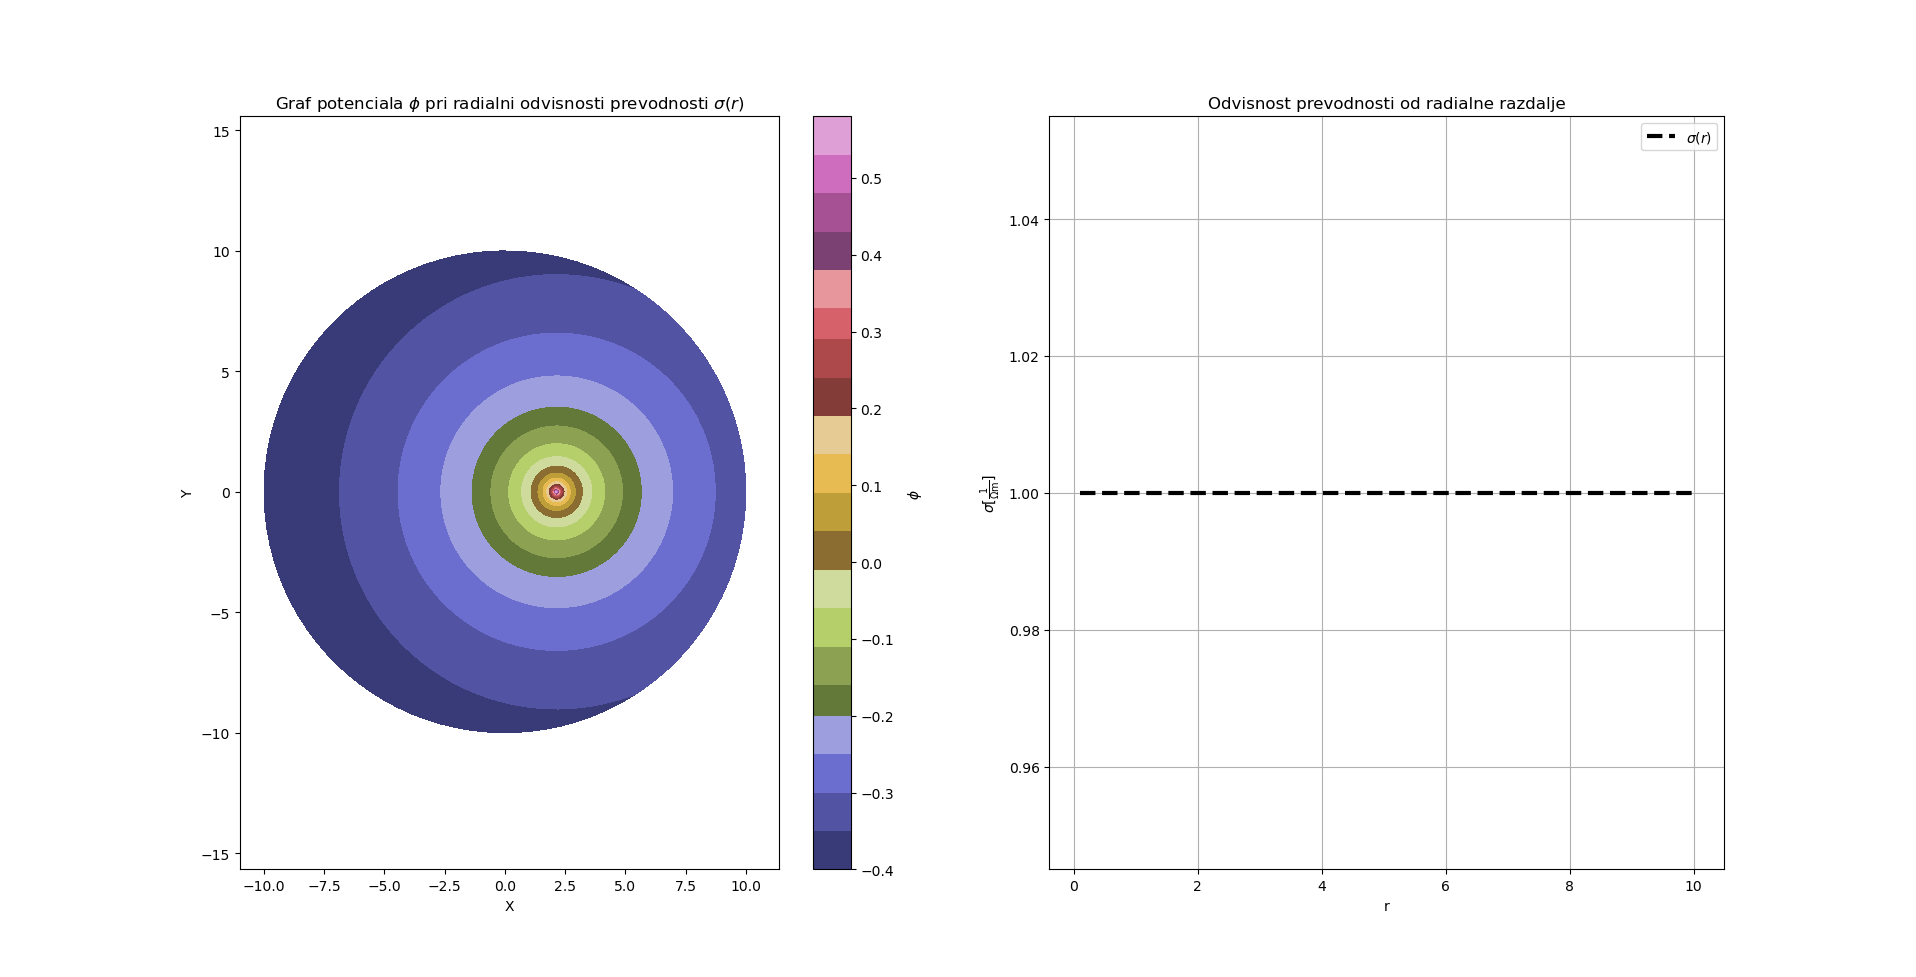 Graf potenciala ϕ pri radialni odvisnosti prevodnosti σ(r)
15
10
5
0
−5
−10
−15
Y
−10.0 −7.5 −5.0 −2.5 0.0 2.5 5.0 7.5 10.0
X
0.5
0.4
0.3
0.2
0.1
0.0
−0.1
−0.2
−0.3
−0.4
ϕ
Odvisnost prevodnosti od radialne razdalje
σ(r)
1.04
1.02
1.00
0.98
0.96
σ[1/Ωm]
0 2 4 6 8 10
r